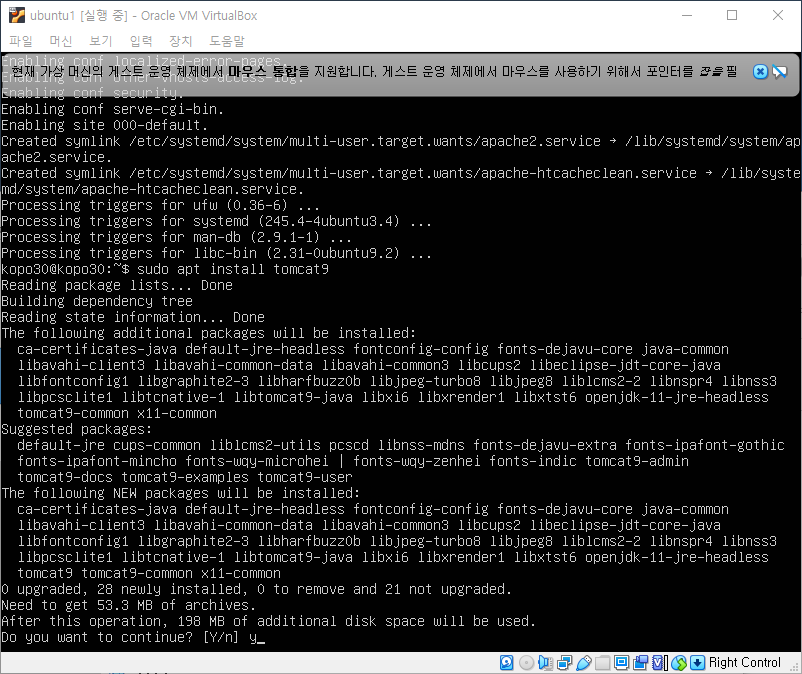 ubuntu1 [실행 중] - Oracle VM VirtualBox
파일 머신 보기 입력 장치 도움말
Enabling conf localized-error-pages.
현재 가상 머신의 게스트 운영 체제에서 마우스 통합을 지원합니다. 게스트 운영 체제에서 마우스를 사용하기 위해서 포인터를 잡을 필
Enabling conf other-vhosts-access-log.
Enabling conf security.
Enabling conf serve-cgi-bin.
Enabling site 000-default.
Created symlink /etc/systemd/system/multi-user.target.wants/apache2.service → /lib/systemd/system/ap
ache2.service.
Created symlink /etc/systemd/system/multi-user.target.wants/apache-htcacheclean.service → /lib/syste
md/system/apache-htcacheclean.service.
Processing triggers for ufw (0.36-6) ...
Processing triggers for systemd (245.4-4ubuntu3.4) ...
Processing triggers for man-db (2.9.1-1) ...
Processing triggers for libc-bin (2.31-0ubuntu9.2) ...
kopo30@kopo30:~$ sudo apt install tomcat9
Reading package lists... Done
Building dependency tree
Reading state information... Done
The following additional packages will be installed:
ca-certificates-java default-jre-headless fontconfig-config fonts-dejavu-core java-common
libavahi-client3 libavahi-common-data libavahi-common3 libcups2 libeclipse-jdt-core-java
libfontconfig1 libgraphite2-3 libharfbuzz0b libjpeg-turbo8 libjpeg8 liblcms2-2 libnspr4 libnss3
libpcsclite1 libtcnative-1 libtomcat9-java libxi6 libxrender1 libxtst6 openjdk-11-jre-headless
tomcat9-common x11-common
Suggested packages:
default-jre cups-common liblcms2-utils pcscd libnss-mdns fonts-dejavu-extra fonts-ipafont-gothic
fonts-ipafont-mincho fonts-wqy-microhei | fonts-wqy-zenhei fonts-indic tomcat9-admin
tomcat9-docs tomcat9-examples tomcat9-user
The following NEW packages will be installed:
ca-certificates-java default-jre-headless fontconfig-config fonts-dejavu-core java-common
libavahi-client3 libavahi-common-data libavahi-common3 libcups2 libeclipse-jdt-core-java
libfontconfig1 libgraphite2-3 libharfbuzz0b libjpeg-turbo8 libjpeg8 liblcms2-2 libnspr4 libnss3
libpcsclite1 libtcnative-1 libtomcat9-java libxi6 libxrender1 libxtst6 openjdk-11-jre-headless
tomcat9 tomcat9-common x11-common
0 upgraded, 28 newly installed, 0 to remove and 21 not upgraded.
Need to get 53.3 MB of archives.
After this operation, 198 MB of additional disk space will be used.
Do you want to continue? [Y/n] y_
Right Control